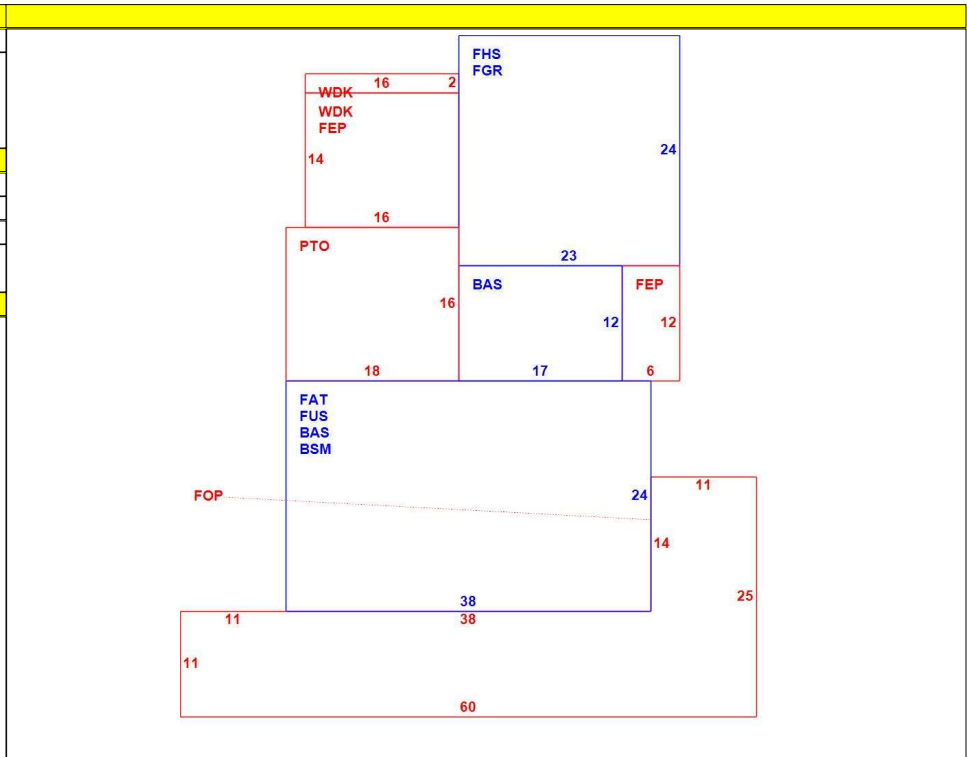 FHS
FGR
16 2
WDK
WDK
FEP
24
14
16
PTO
23
BAS FEP
16 12 12
18 17 6
FAT
FUS
BAS
BSM
11
FOP 24
14
25
38
11 38
11
60